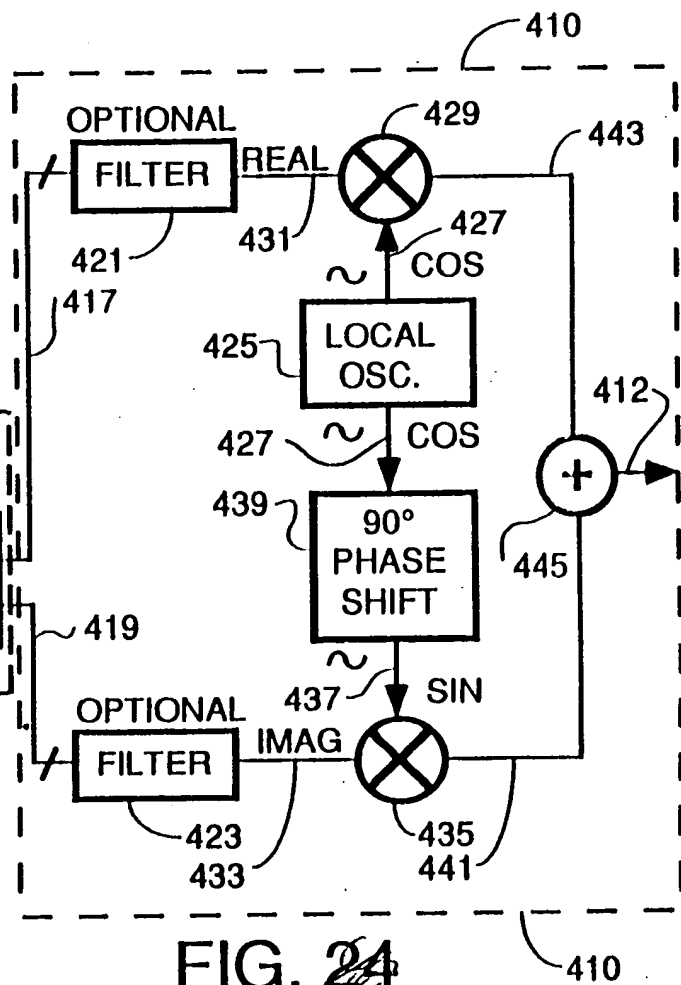 410
OPTIONAL
429
443
FILTER
REAL
421
431
427
COS
417
425
LOCAL
OSC.
412
427
COS
439
90°
PHASE
SHIFT
+
445
419
437
SIN
OPTIONAL
IMAG
FILTER
423
433
435
441
FIG. 24
410